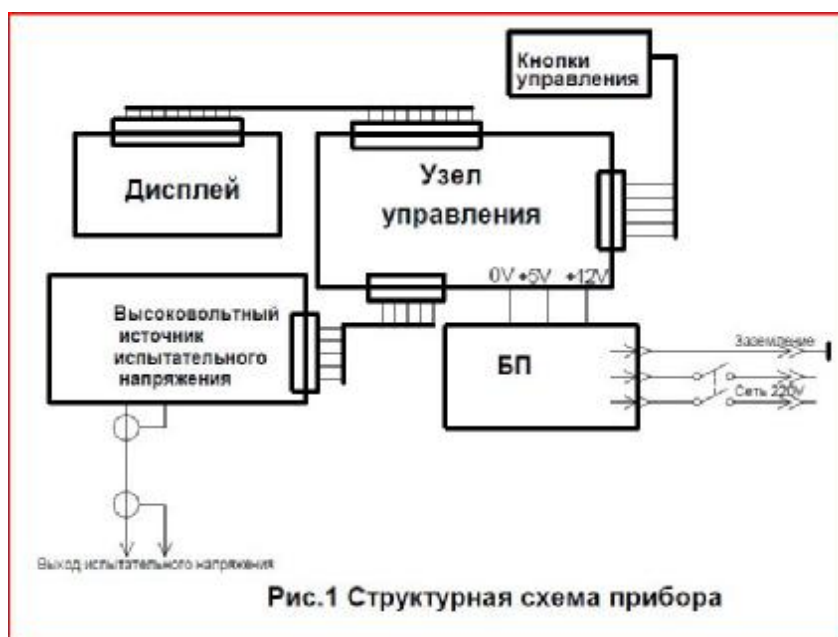 Кнопки
управления
Дисплей
Узел
управления
0V +5V +12V
Высоковольтный
источник
испытательного
напряжения
БП
Заземление
Сеть 220V
Выход испытательного напряжения
Рис.1 Структурная схема прибора